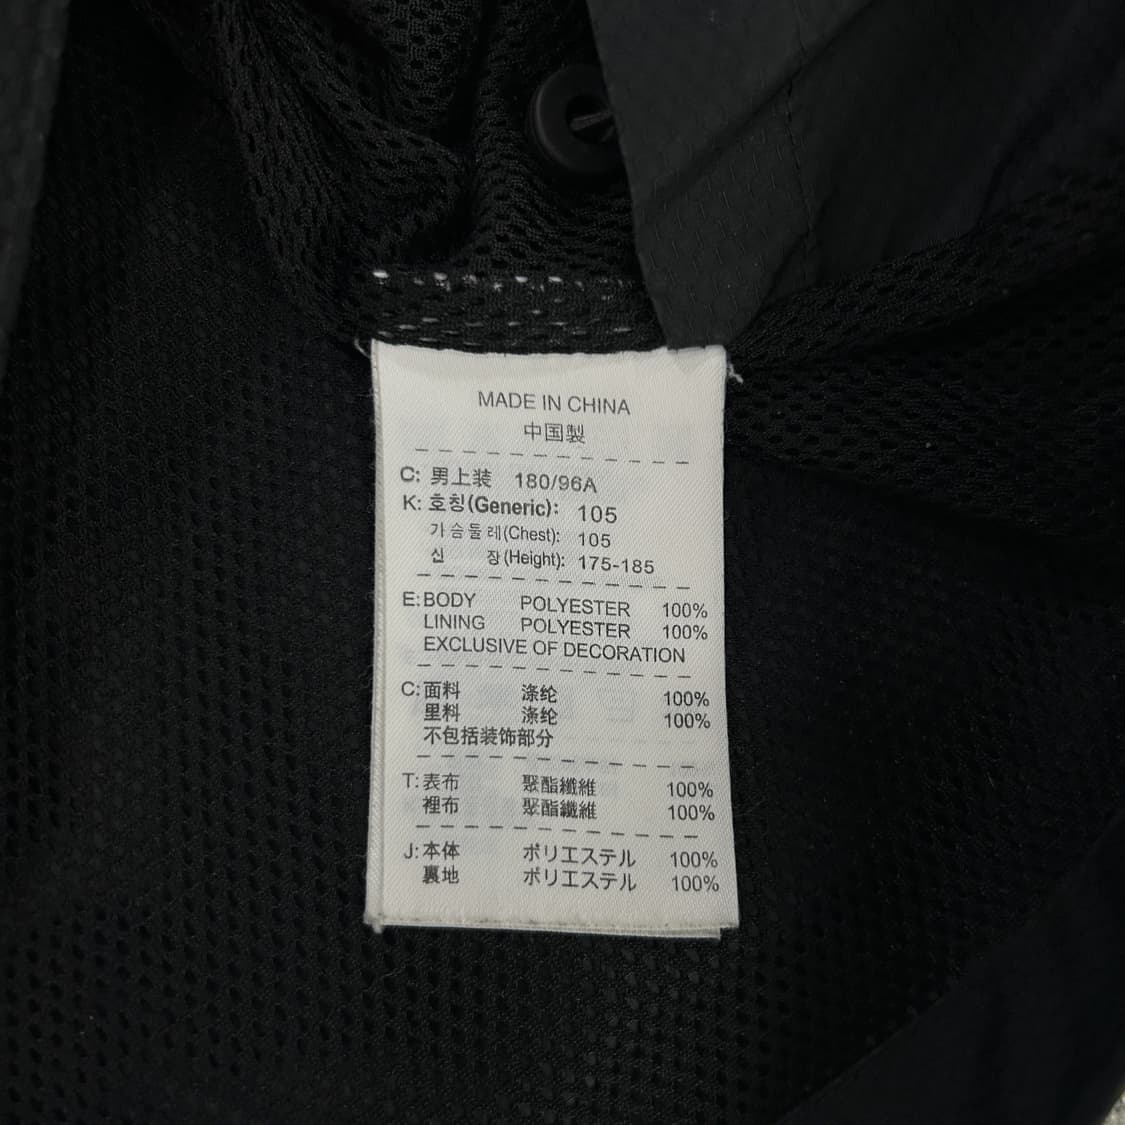 MADE IN CHINA
中国製
C: 男上装 180/96A
K: 호칭(Generic): 105
가슴둘레(Chest): 105
신 장(Height): 175-185
E: BODY POLYESTER 100%
LINING POLYESTER 100%
EXCLUSIVE OF DECORATION
C: 面料 涤纶 100%
里料 涤纶 100%
不包括装饰部分
T: 表布 聚酯纖維 100%
裡布 聚酯纖維 100%
J: 本体 ポリエステル 100%
裏地 ポリエステル 100%